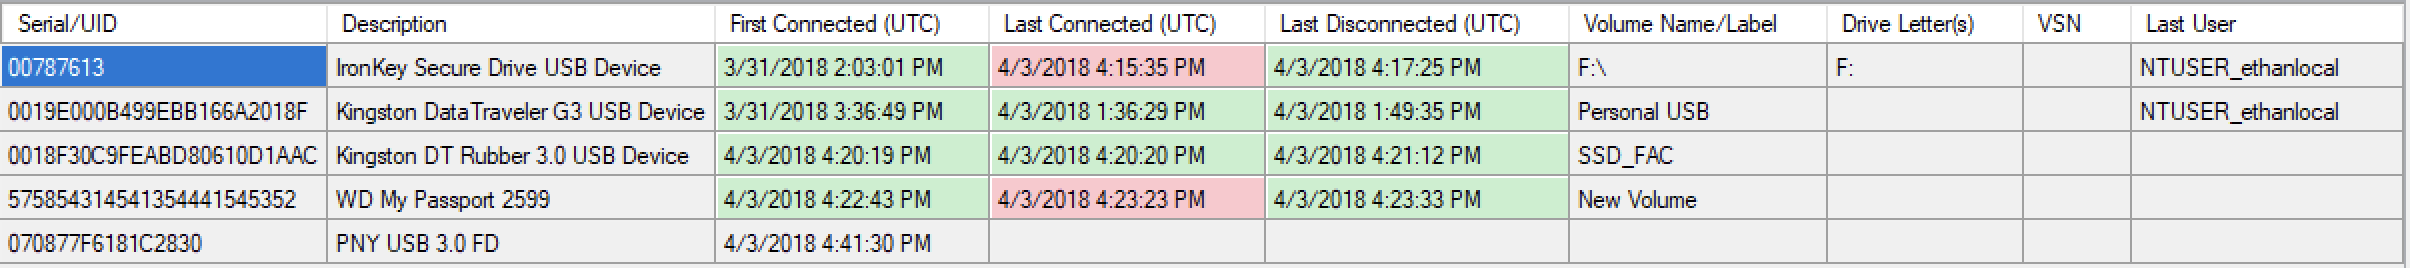 Serial/UID Description First Connected (UTC) Last Connected (UTC) Last Disconnected (UTC) Volume Name/Label Drive Letter(s) VSN Last User
00787613 IronKey Secure Drive USB Device 3/31/2018 2:03:01 PM 4/3/2018 4:15:35 PM 4/3/2018 4:17:25 PM F:\ F: NTUSER_ethanlocal
0019E000B499EBB166A2018F Kingston DataTraveler G3 USB Device 3/31/2018 3:36:49 PM 4/3/2018 1:36:29 PM 4/3/2018 1:49:35 PM Personal USB NTUSER_ethanlocal
0018F30C9FEABD80610D1AAC Kingston DT Rubber 3.0 USB Device 4/3/2018 4:20:19 PM 4/3/2018 4:20:20 PM 4/3/2018 4:21:12 PM SSD_FAC
575854314541354441545352 WD My Passport 2599 4/3/2018 4:22:43 PM 4/3/2018 4:23:23 PM 4/3/2018 4:23:33 PM New Volume
070877F6181C2830 PNY USB 3.0 FD 4/3/2018 4:41:30 PM